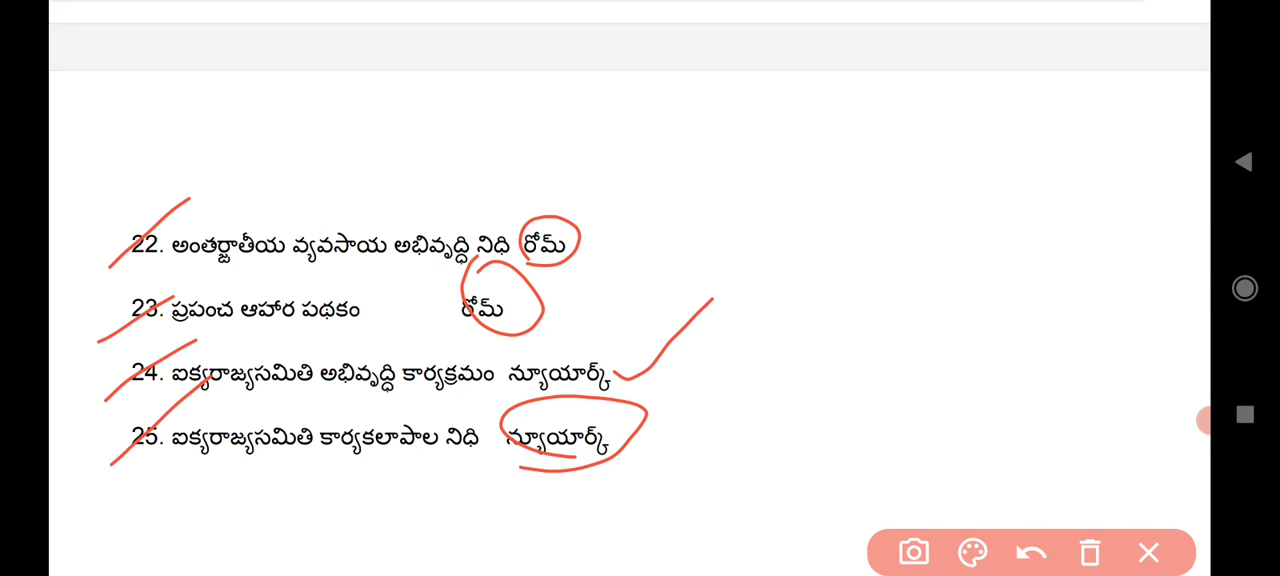 22. అంతర్జాతీయ వ్యవసాయ అభివృద్ధి నిధి రోమ్
23. ప్రపంచ ఆహార పథకం రోమ్
24. ఐక్యరాజ్యసమితి అభివృద్ధి కార్యక్రమం న్యూయార్క్
25. ఐక్యరాజ్యసమితి కార్యకలాపాల నిధి న్యూయార్క్